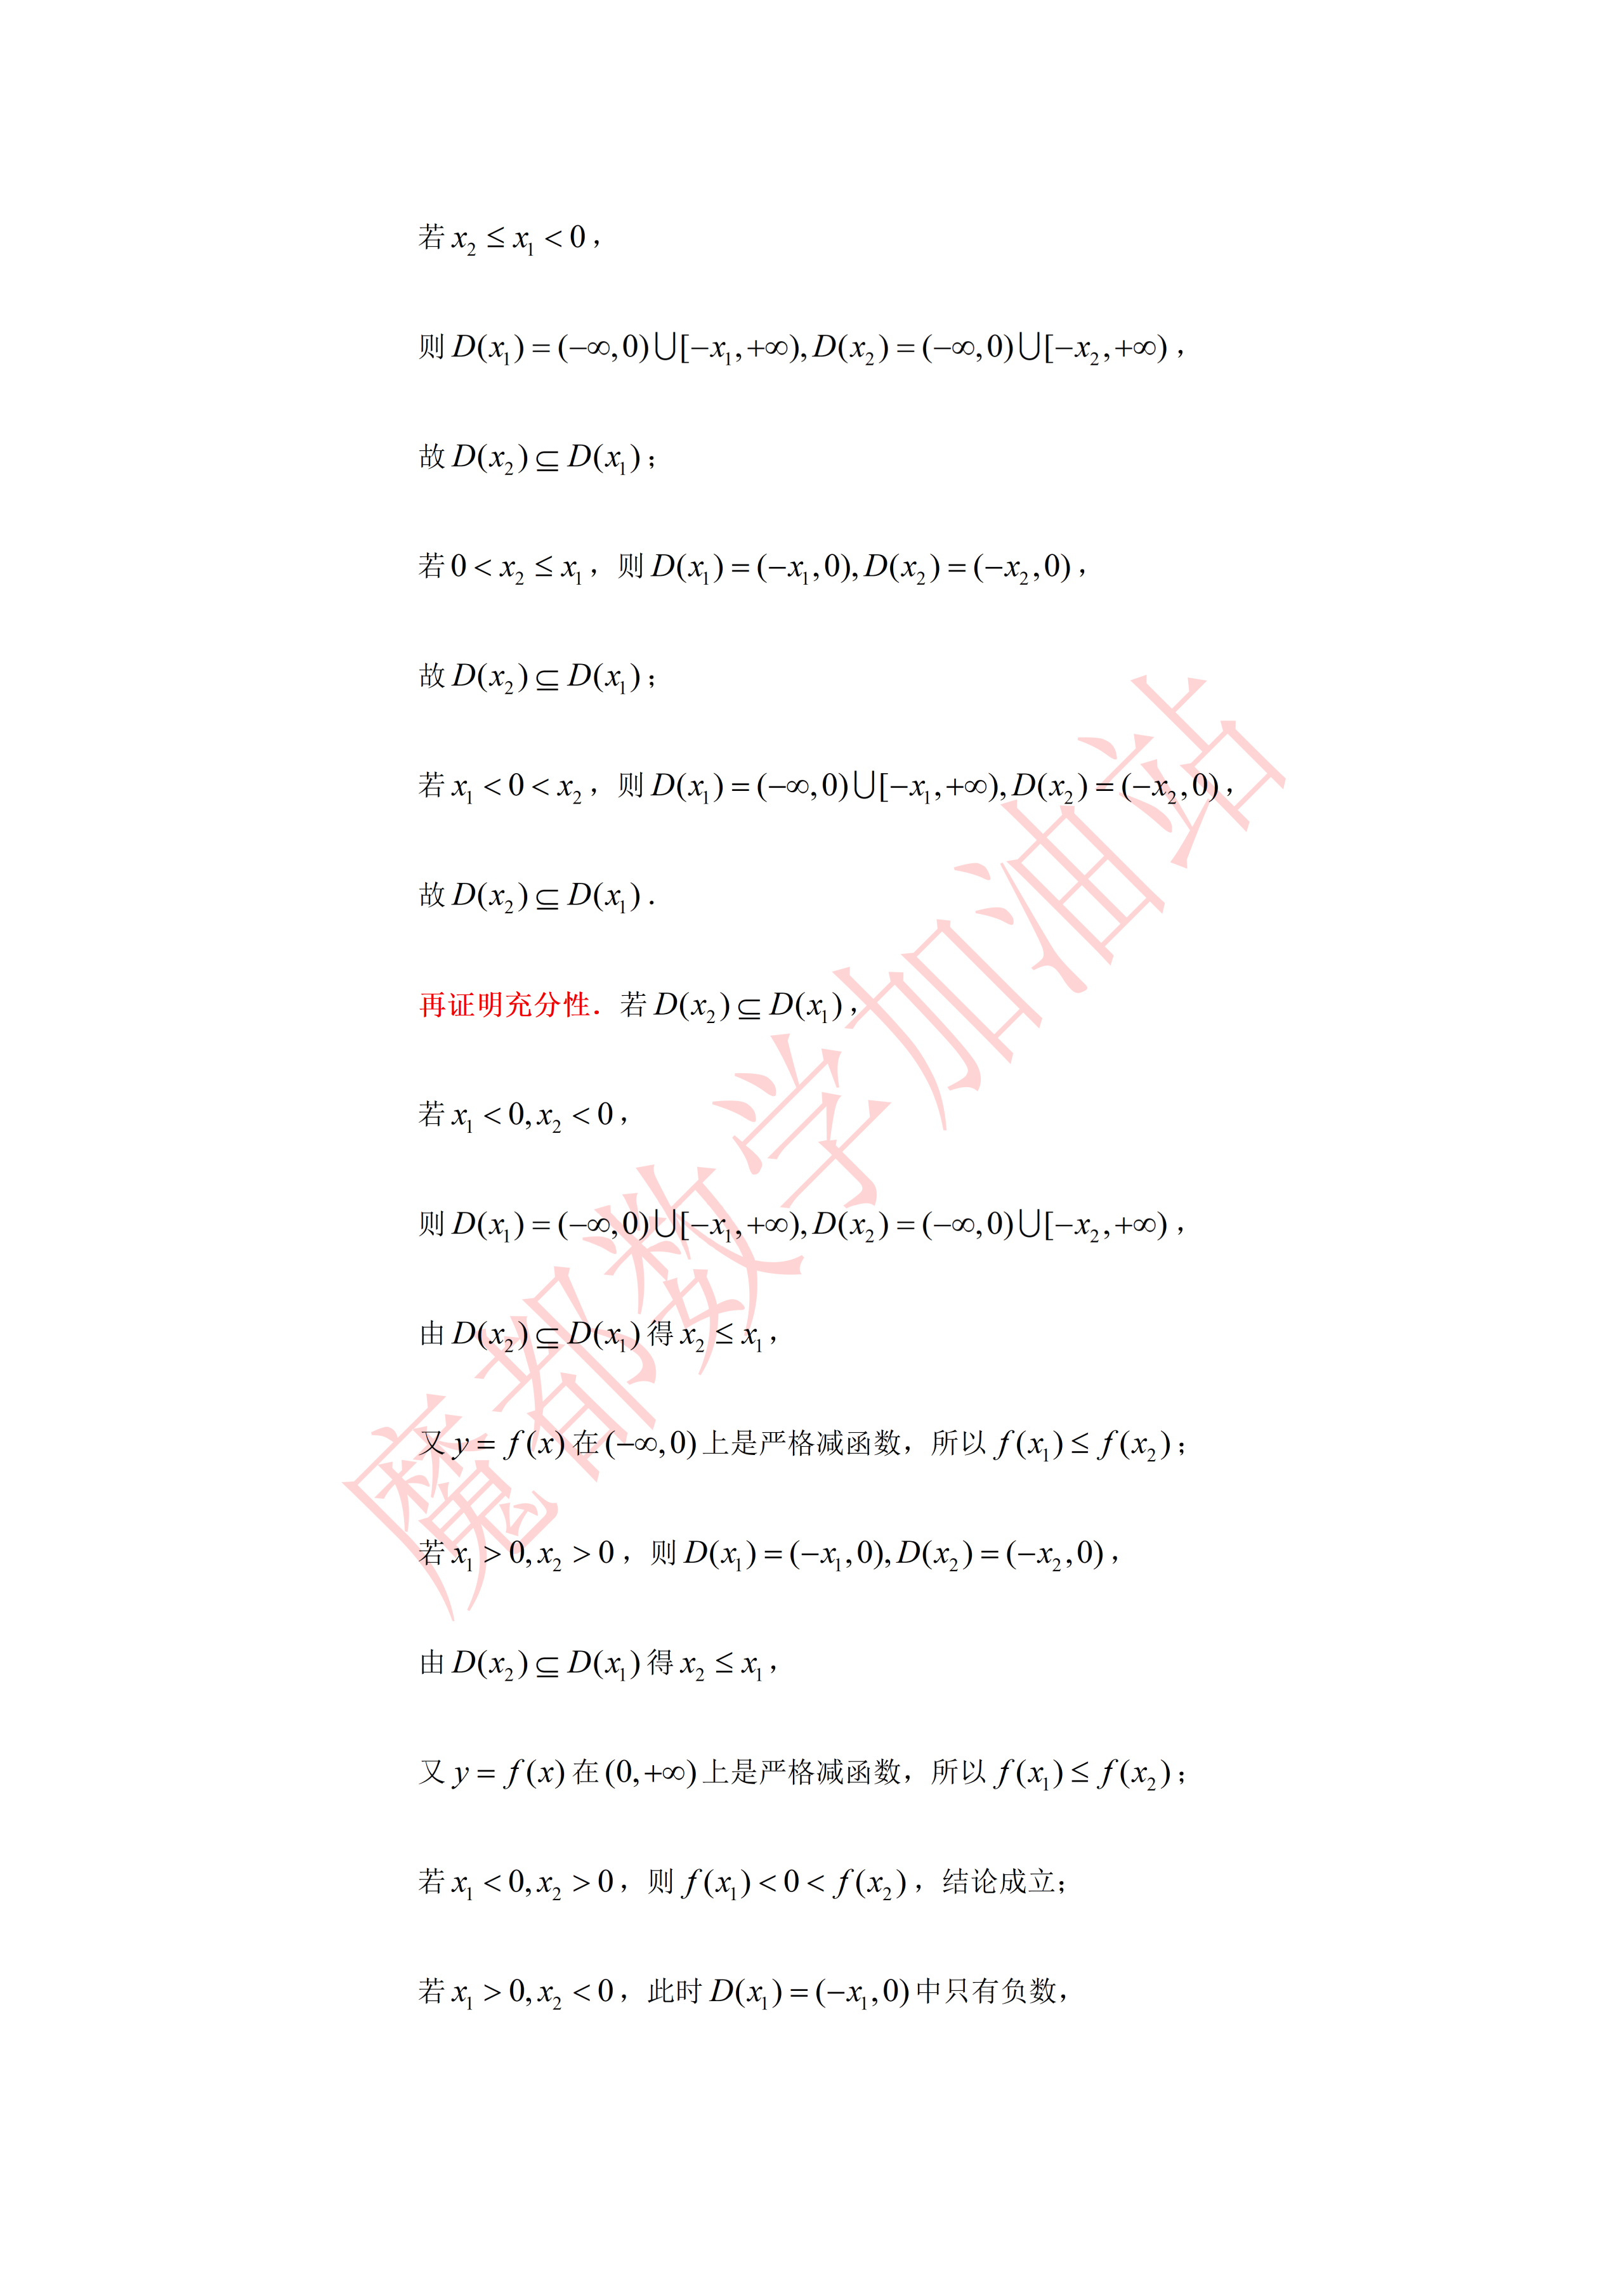 若 x₂ ≤ x₁ < 0，
则 D(x₁) = (−∞,0)⋃[−x₁,+∞), D(x₂) = (−∞,0)⋃[−x₂,+∞)，
故 D(x₂) ⊆ D(x₁)；
若 0 < x₂ ≤ x₁，则 D(x₁) = (−x₁,0), D(x₂) = (−x₂,0)，
故 D(x₂) ⊆ D(x₁)；
若 x₁ < 0 < x₂，则 D(x₁) = (−∞,0)⋃[−x₁,+∞), D(x₂) = (−x₂,0)，
故 D(x₂) ⊆ D(x₁)．
再证明充分性．若 D(x₂) ⊆ D(x₁)，
若 x₁ < 0, x₂ < 0，
则 D(x₁) = (−∞,0)⋃[−x₁,+∞), D(x₂) = (−∞,0)⋃[−x₂,+∞)，
由 D(x₂) ⊆ D(x₁) 得 x₂ ≤ x₁，
又 y = f(x) 在 (−∞,0) 上是严格减函数，所以 f(x₁) ≤ f(x₂)；
若 x₁ > 0, x₂ > 0，则 D(x₁) = (−x₁,0), D(x₂) = (−x₂,0)，
由 D(x₂) ⊆ D(x₁) 得 x₂ ≤ x₁，
又 y = f(x) 在 (0,+∞) 上是严格减函数，所以 f(x₁) ≤ f(x₂)；
若 x₁ < 0, x₂ > 0，则 f(x₁) < 0 < f(x₂)，结论成立；
若 x₁ > 0, x₂ < 0，此时 D(x₁) = (−x₁,0) 中只有负数，
魔都数学加油站